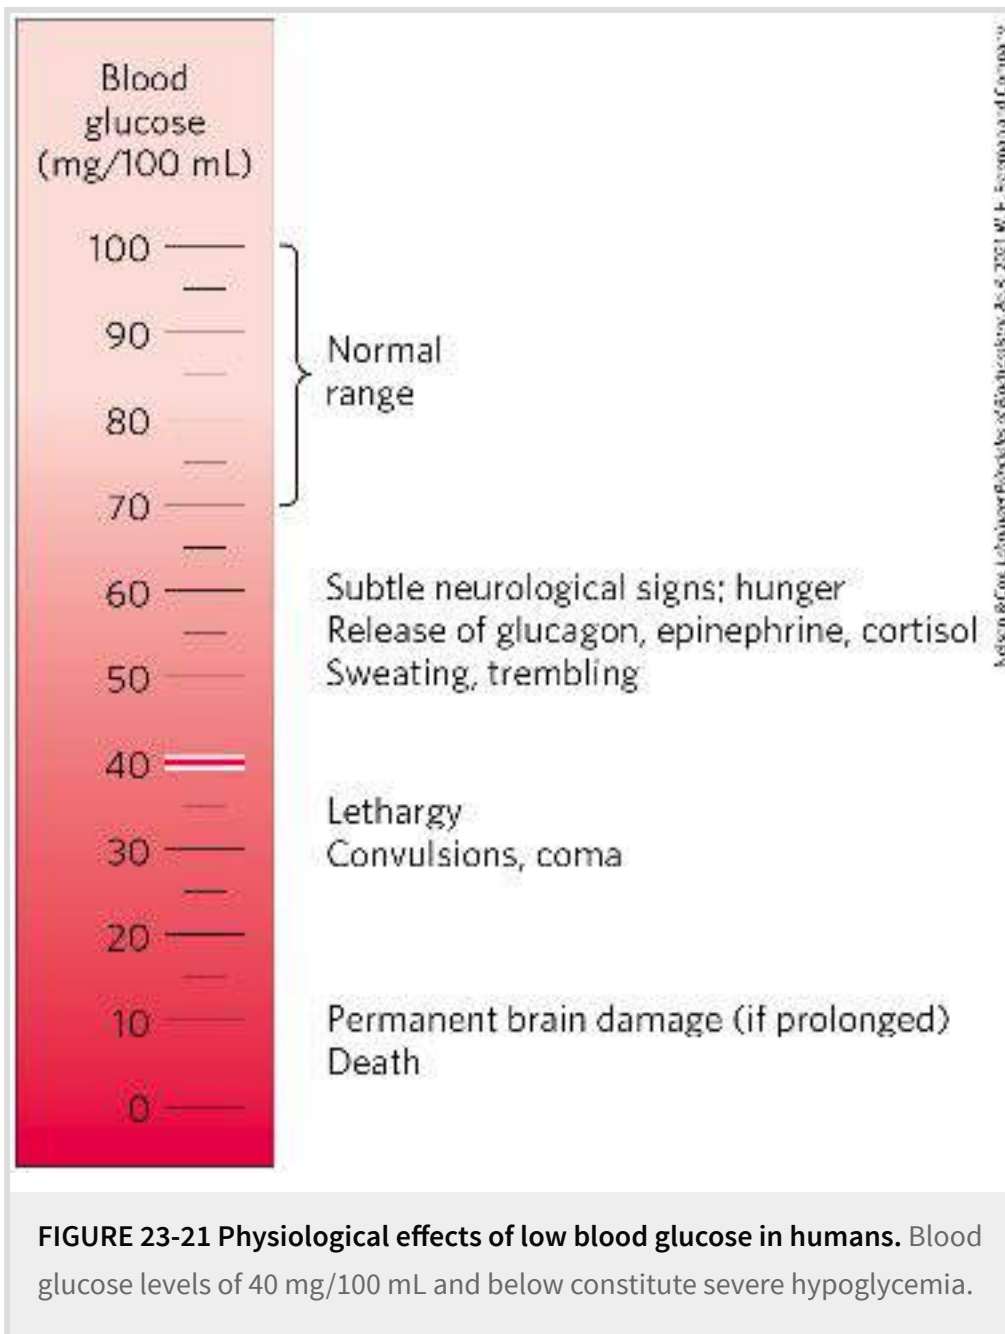 Blood
glucose
(mg/100 mL)
100
90
Normal
range
80
70
60
Subtle neurological signs; hunger
Release of glucagon, epinephrine, cortisol
50
Sweating, trembling
40
Lethargy
30
Convulsions, coma
20
10
Permanent brain damage (if prolonged)
Death
0
FIGURE 23-21 Physiological effects of low blood glucose in humans. Blood
glucose levels of 40 mg/100 mL and below constitute severe hypoglycemia.